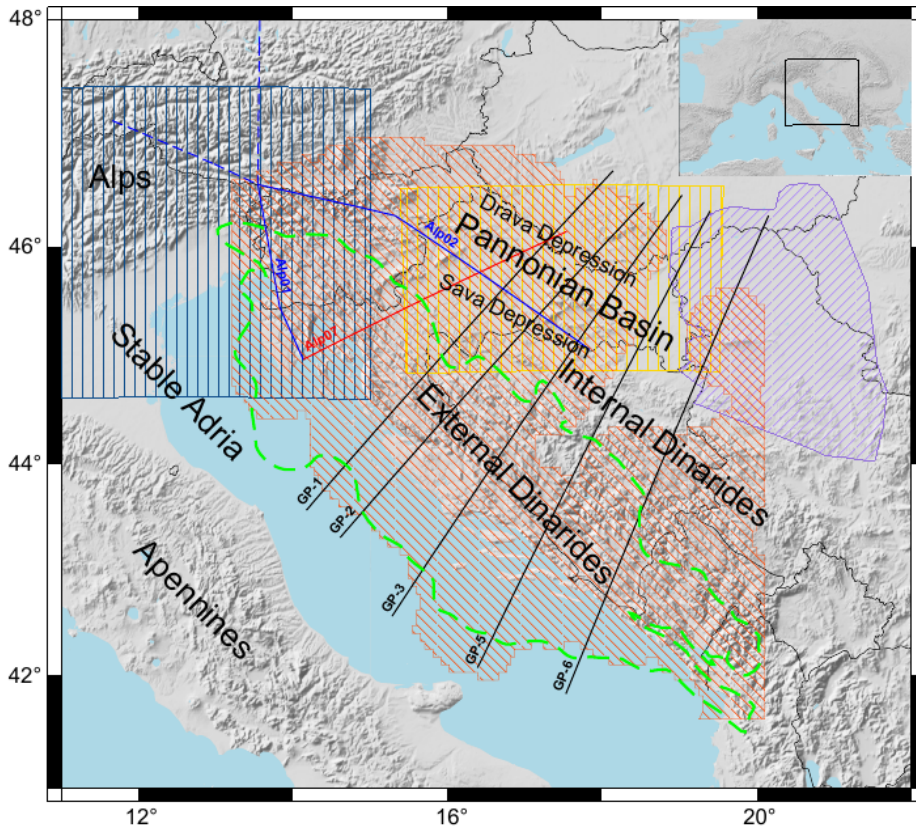 48°
46°
44°
42°
12°
16°
20°
Alps
Drava Depression
Pannonian Basin
Sava Depression
Alp02
Alp01
Alp07
Stable Adria
External Dinarides
Internal Dinarides
Apennines
GP-1
GP-2
GP-3
GP-5
GP-6